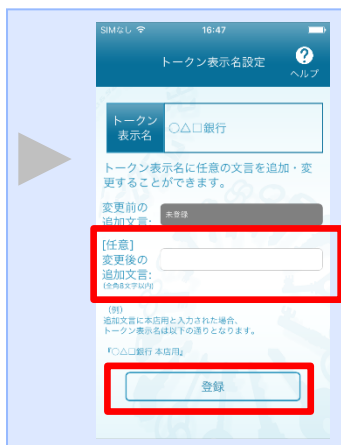 SIMなし 16:47
トークン表示名設定
?
ヘルプ
トークン
表示名
○△□銀行
トークン表示名に任意の文言を追加・変
更することができます。
変更前の
追加文言:
未登録
[任意]
変更後の
追加文言:
(全角8文字以内)
(例)
追加文言に本店用と入力された場合、
トークン表示名は以下の通りとなります。
『○△□銀行 本店用』
登録